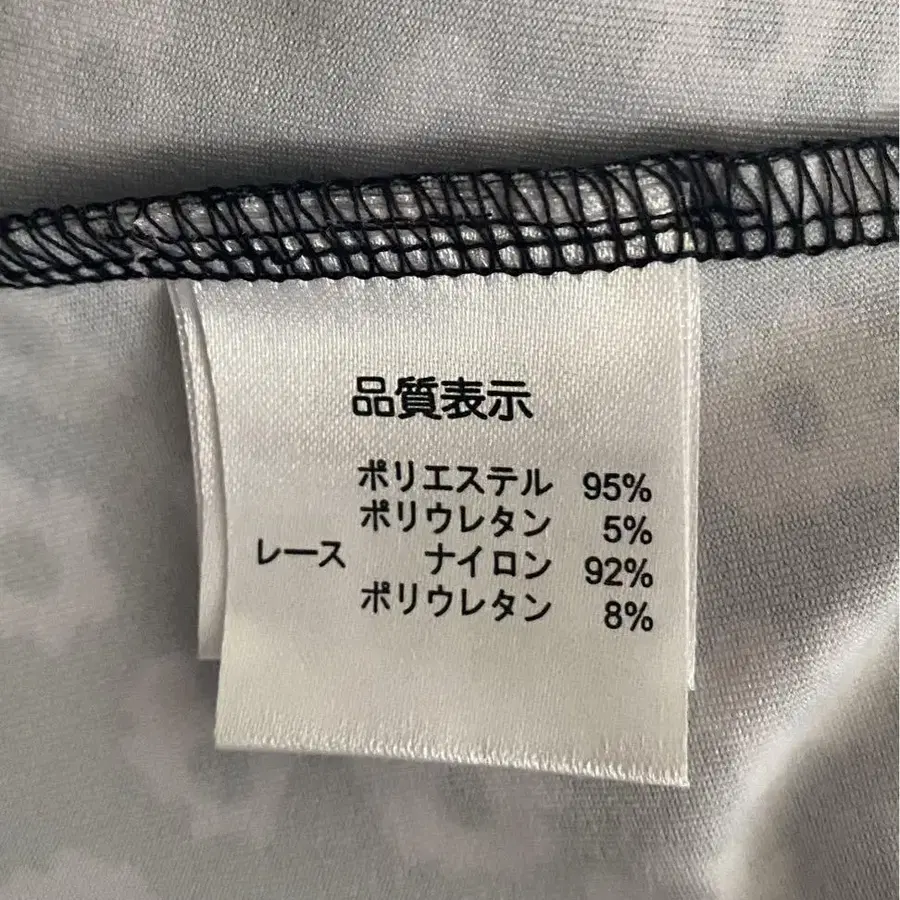 品質表示
ポリエステル 95%
ポリウレタン 5%
レース ナイロン 92%
ポリウレタン 8%